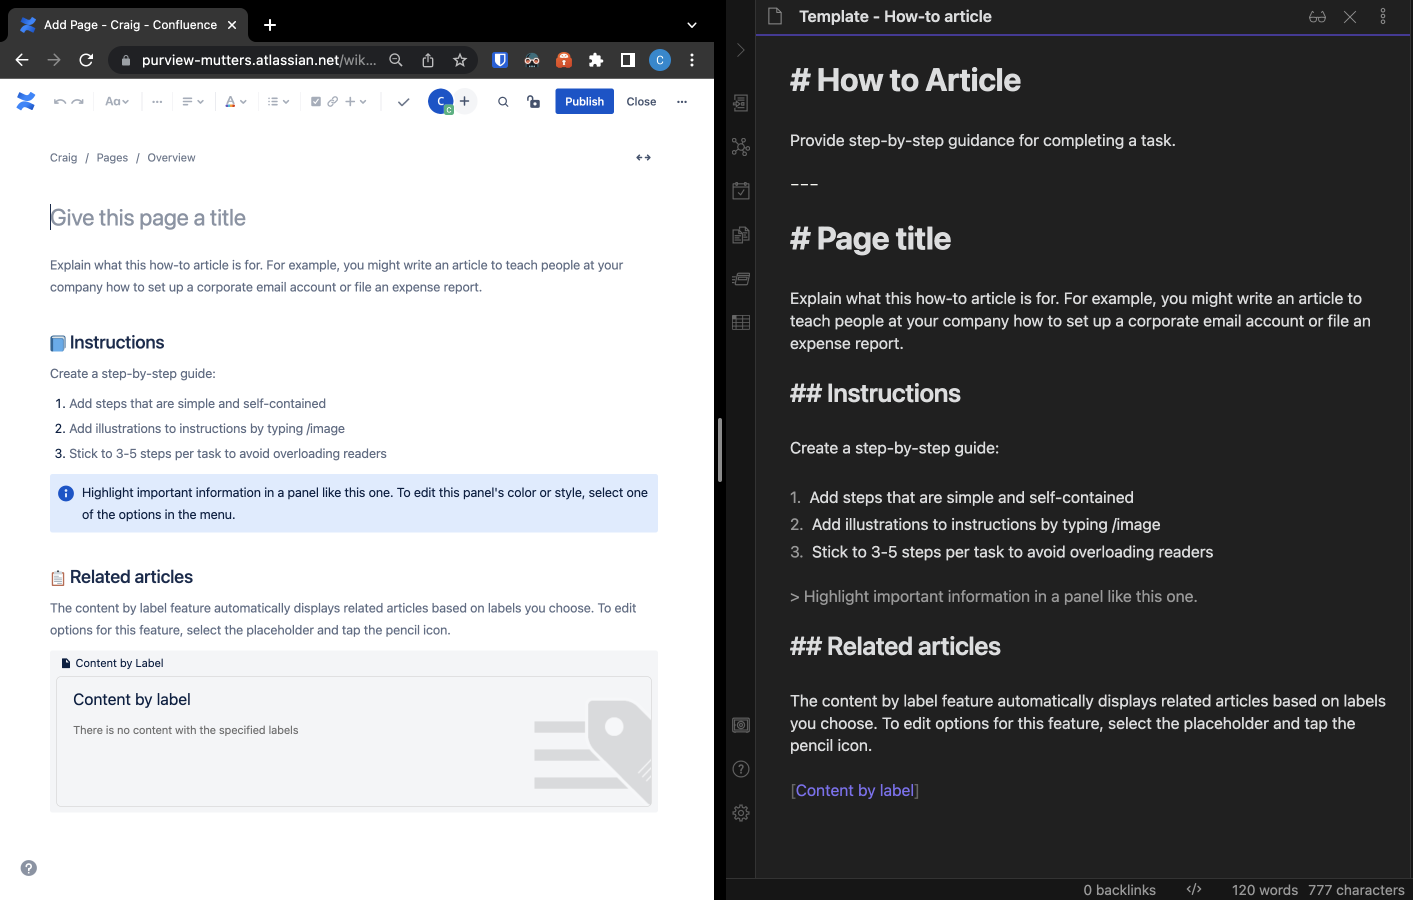 Add Page - Craig - Confluence
purview-mutters.atlassian.net/wik...
C
Aa
A
C
C
Publish
Close
Craig / Pages / Overview
Give this page a title
Explain what this how-to article is for. For example, you might write an article to teach people at your
company how to set up a corporate email account or file an expense report.
Instructions
Create a step-by-step guide:
1. Add steps that are simple and self-contained
2. Add illustrations to instructions by typing /image
3. Stick to 3-5 steps per task to avoid overloading readers
Highlight important information in a panel like this one. To edit this panel's color or style, select one
of the options in the menu.
Related articles
The content by label feature automatically displays related articles based on labels you choose. To edit
options for this feature, select the placeholder and tap the pencil icon.
Content by Label
Content by label
There is no content with the specified labels
Template - How-to article
# How to Article
Provide step-by-step guidance for completing a task.
---
# Page title
Explain what this how-to article is for. For example, you might write an article to
teach people at your company how to set up a corporate email account or file an
expense report.
## Instructions
Create a step-by-step guide:
1. Add steps that are simple and self-contained
2. Add illustrations to instructions by typing /image
3. Stick to 3-5 steps per task to avoid overloading readers
> Highlight important information in a panel like this one.
## Related articles
The content by label feature automatically displays related articles based on labels
you choose. To edit options for this feature, select the placeholder and tap the
pencil icon.
[Content by label]
0 backlinks </> 120 words 777 characters